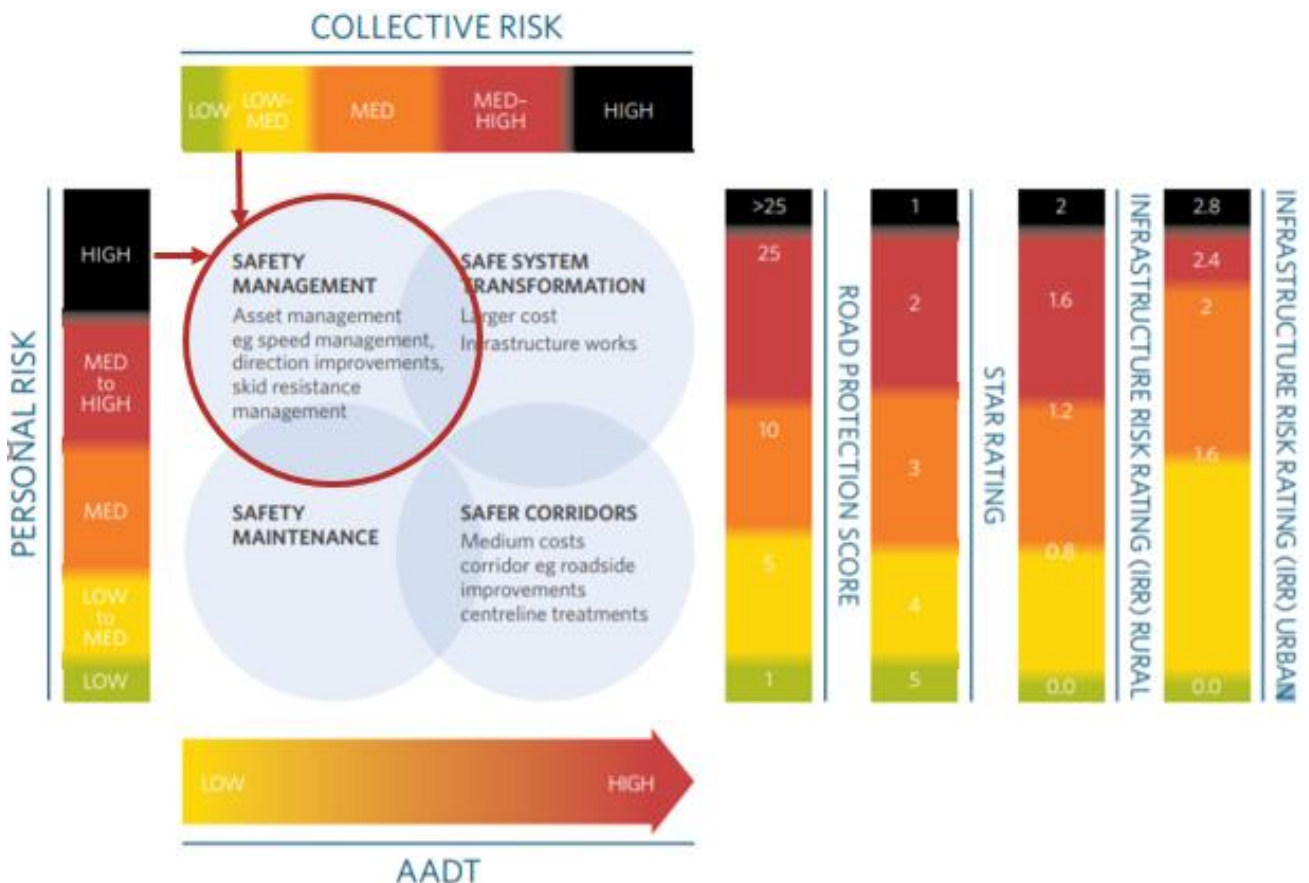 COLLECTIVE RISK
LOW
LOW-
MED
MED
MED-
HIGH
HIGH
PERSONAL RISK
HIGH
MED
to
HIGH
MED
LOW
to
MED
LOW
SAFETY
MANAGEMENT
Asset management
eg speed management,
direction improvements,
skid resistance
management
SAFE SYSTEM
TRANSFORMATION
Larger cost
Infrastructure works
SAFETY
MAINTENANCE
SAFER CORRIDORS
Medium costs
corridor eg roadside
improvements
centreline treatments
>25
25
10
5
1
ROAD PROTECTION SCORE
1
2
3
4
5
STAR RATING
2
1.6
1.2
0.8
0.0
INFRASTRUCTURE RISK RATING (IRR) RURAL
2.8
2.4
2
1.6
0.0
INFRASTRUCTURE RISK RATING (IRR) URBAN
LOW
HIGH
AADT